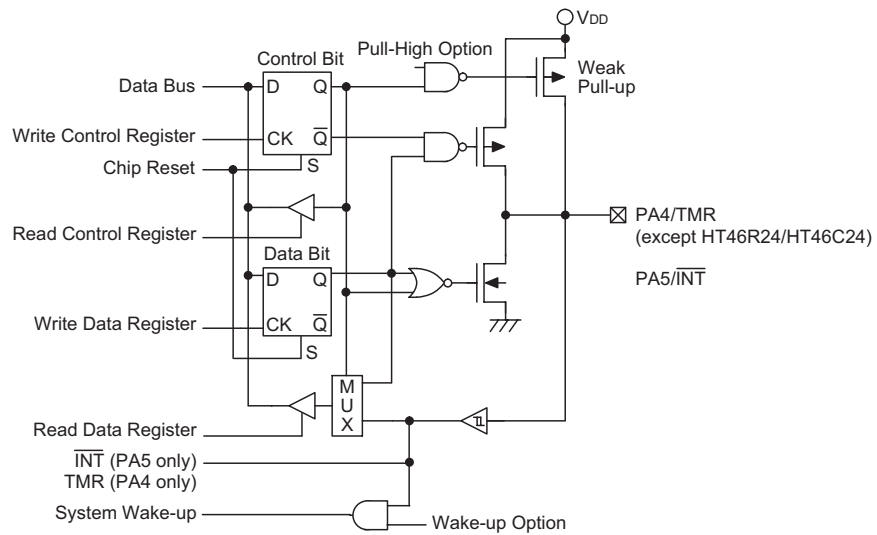 VDD
Pull-High Option
Control Bit
Weak
Pull-up
Data Bus
D
Q
Write Control Register
CK
Q̅
Chip Reset
S
Read Control Register
PA4/TMR
(except HT46R24/HT46C24)
Data Bit
D
Q
PA5/I̅N̅T̅
Write Data Register
CK
Q̅
S
M
U
X
Read Data Register
I̅N̅T̅ (PA5 only)
TMR (PA4 only)
System Wake-up
Wake-up Option